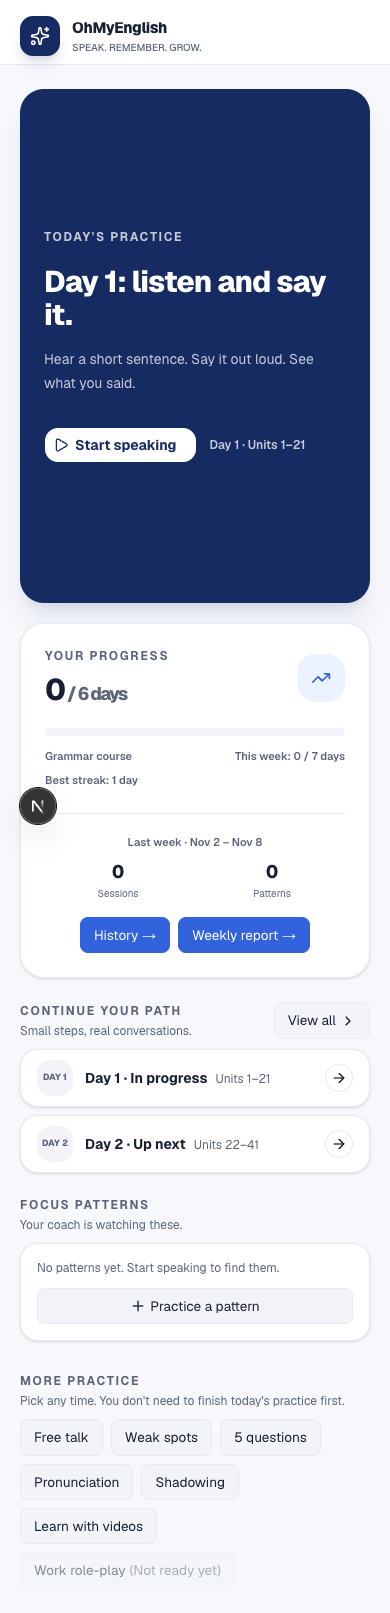 OhMyEnglish
SPEAK. REMEMBER. GROW.
TODAY'S PRACTICE
Day 1: listen and say
it.
Hear a short sentence. Say it out loud. See
what you said.
Start speaking
Day 1 · Units 1–21
YOUR PROGRESS
0 / 6 days
Grammar course
This week: 0 / 7 days
Best streak: 1 day
N
Last week · Nov 2 – Nov 8
0
0
Sessions
Patterns
History →
Weekly report →
CONTINUE YOUR PATH
Small steps, real conversations.
View all
DAY 1
Day 1 · In progress Units 1–21
DAY 2
Day 2 · Up next Units 22–41
FOCUS PATTERNS
Your coach is watching these.
No patterns yet. Start speaking to find them.
Practice a pattern
MORE PRACTICE
Pick any time. You don't need to finish today's practice first.
Free talk
Weak spots
5 questions
Pronunciation
Shadowing
Learn with videos
Work role-play (Not ready yet)